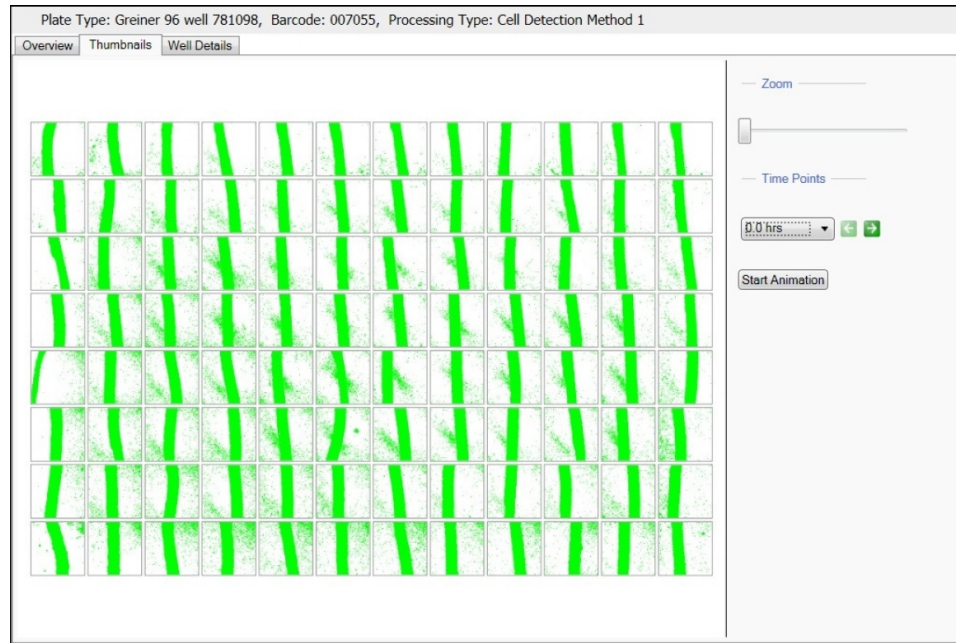 Plate Type: Greiner 96 well 781098, Barcode: 007055, Processing Type: Cell Detection Method 1
Overview Thumbnails Well Details
Zoom
Time Points
0.0 hrs
Start Animation